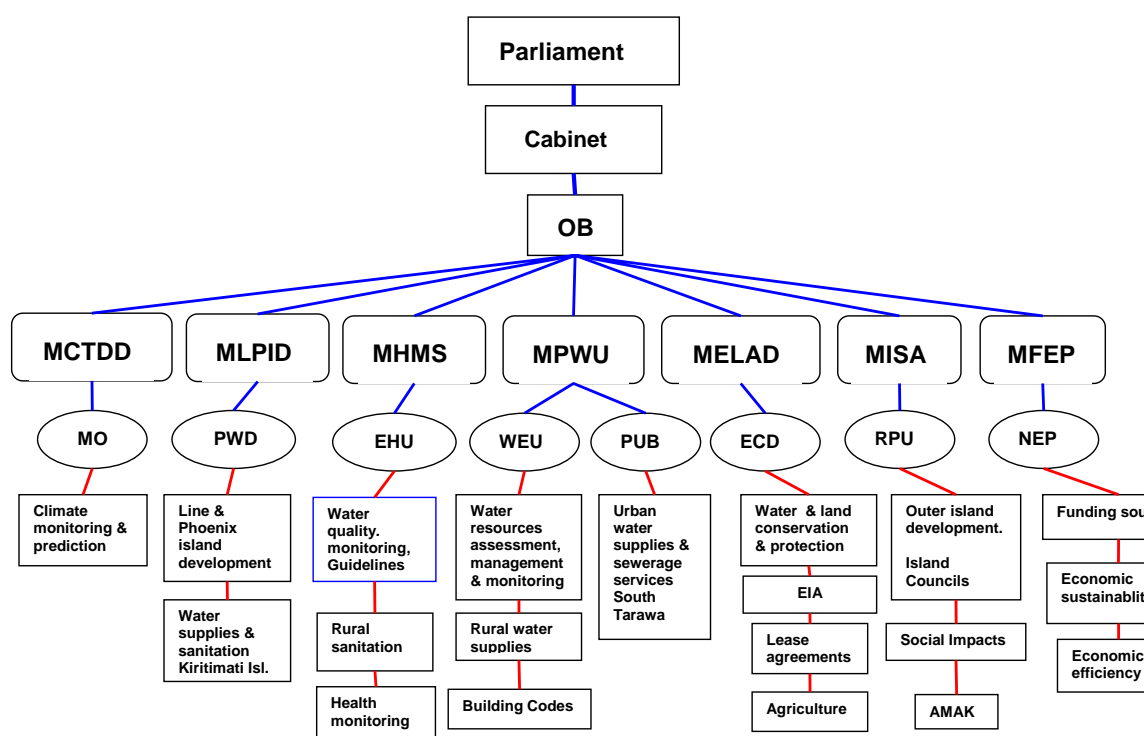 Parliament
Cabinet
OB
MCTDD
MLPID
MHMS
MPWU
MELAD
MISA
MFEP
MO
PWD
EHU
WEU
PUB
ECD
RPU
NEP
Climate
monitoring &
prediction
Line &
Phoenix
island
development
Water
supplies &
sanitation
Kiritimati Isl.
Water
quality.
monitoring,
Guidelines
Rural
sanitation
Health
monitoring
Water
resources
assessment,
management
& monitoring
Rural water
supplies
Building Codes
Urban
water
supplies &
sewerage
services
South
Tarawa
Water & land
conservation
& protection
EIA
Lease
agreements
Agriculture
Outer island
development.
Island
Councils
Social Impacts
AMAK
Funding
Economic
Economic
efficiency